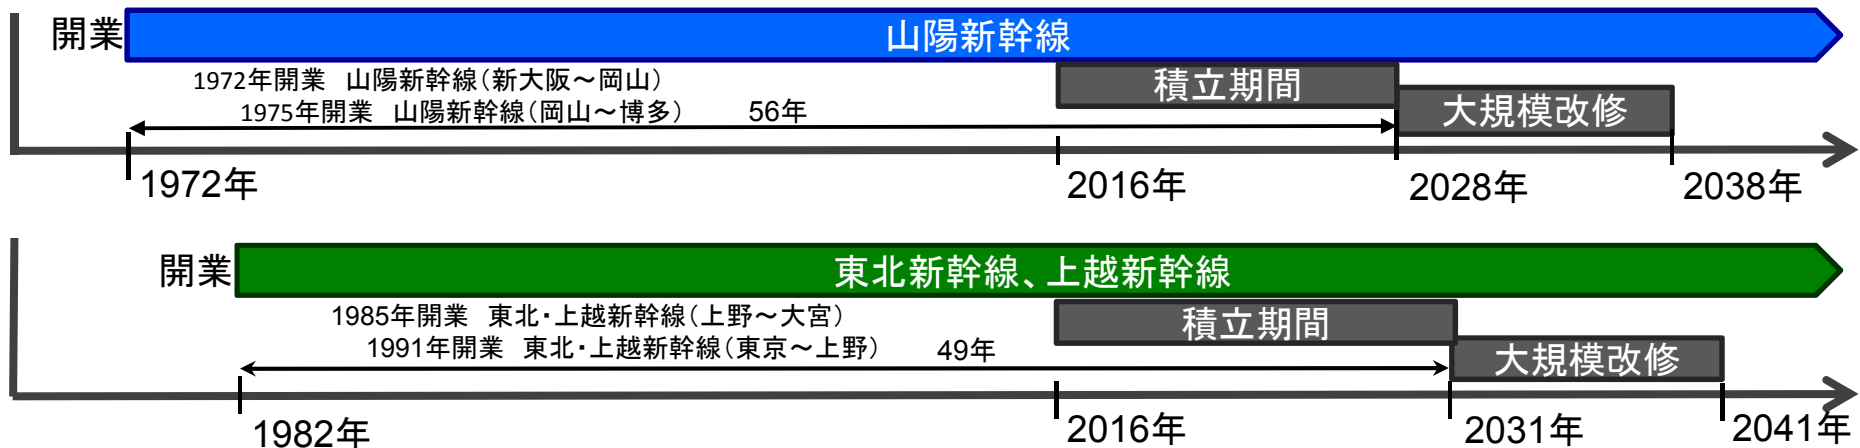 開業
山陽新幹線
1972年開業　山陽新幹線（新大阪～岡山）
1975年開業　山陽新幹線（岡山～博多）
56年
積立期間
大規模改修
1972年
2016年
2028年
2038年
開業
東北新幹線、上越新幹線
1985年開業　東北・上越新幹線（上野～大宮）
1991年開業　東北・上越新幹線（東京～上野）
49年
積立期間
大規模改修
1982年
2016年
2031年
2041年